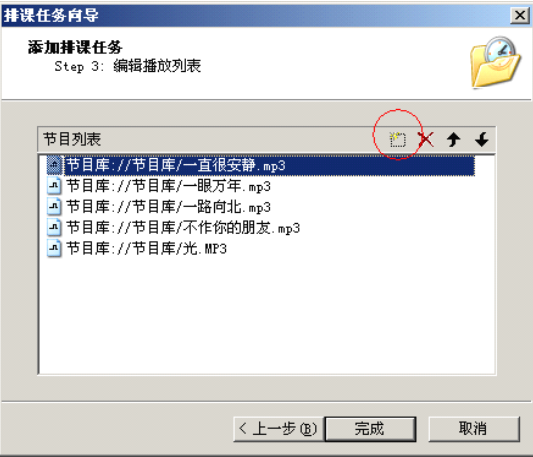 排课任务向导
添加排课任务
Step 3: 编辑播放列表
节目列表
节目库://节目库/一直很安静.mp3
节目库://节目库/一眼万年.mp3
节目库://节目库/一路向北.mp3
节目库://节目库/不作你的朋友.mp3
节目库://节目库/光.MP3
< 上一步(B)
完成
取消